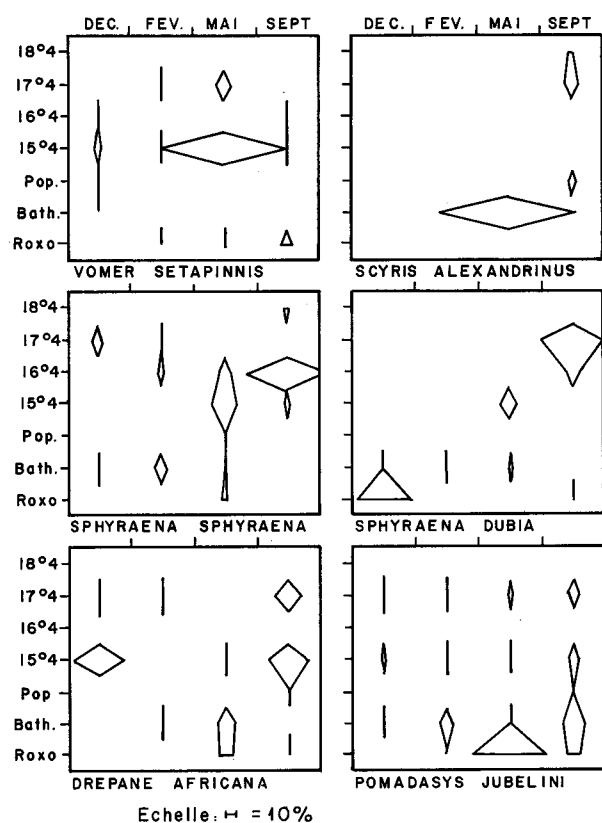 DEC. FEV. MAI SEPT DEC. FEV. MAI SEPT
18°4
17°4
16°4
15°4
Pop.
Bath.
Roxo
VOMER SETAPINNIS SCYRIS ALEXANDRINUS
18°4
17°4
16°4
15°4
Pop.
Bath.
Roxo
SPHYRAENA SPHYRAENA SPHYRAENA DUBIA
18°4
17°4
16°4
15°4
Pop
Bath.
Roxo
DREPANE AFRICANA POMADASYS JUBELINI
Echelle: = 10%